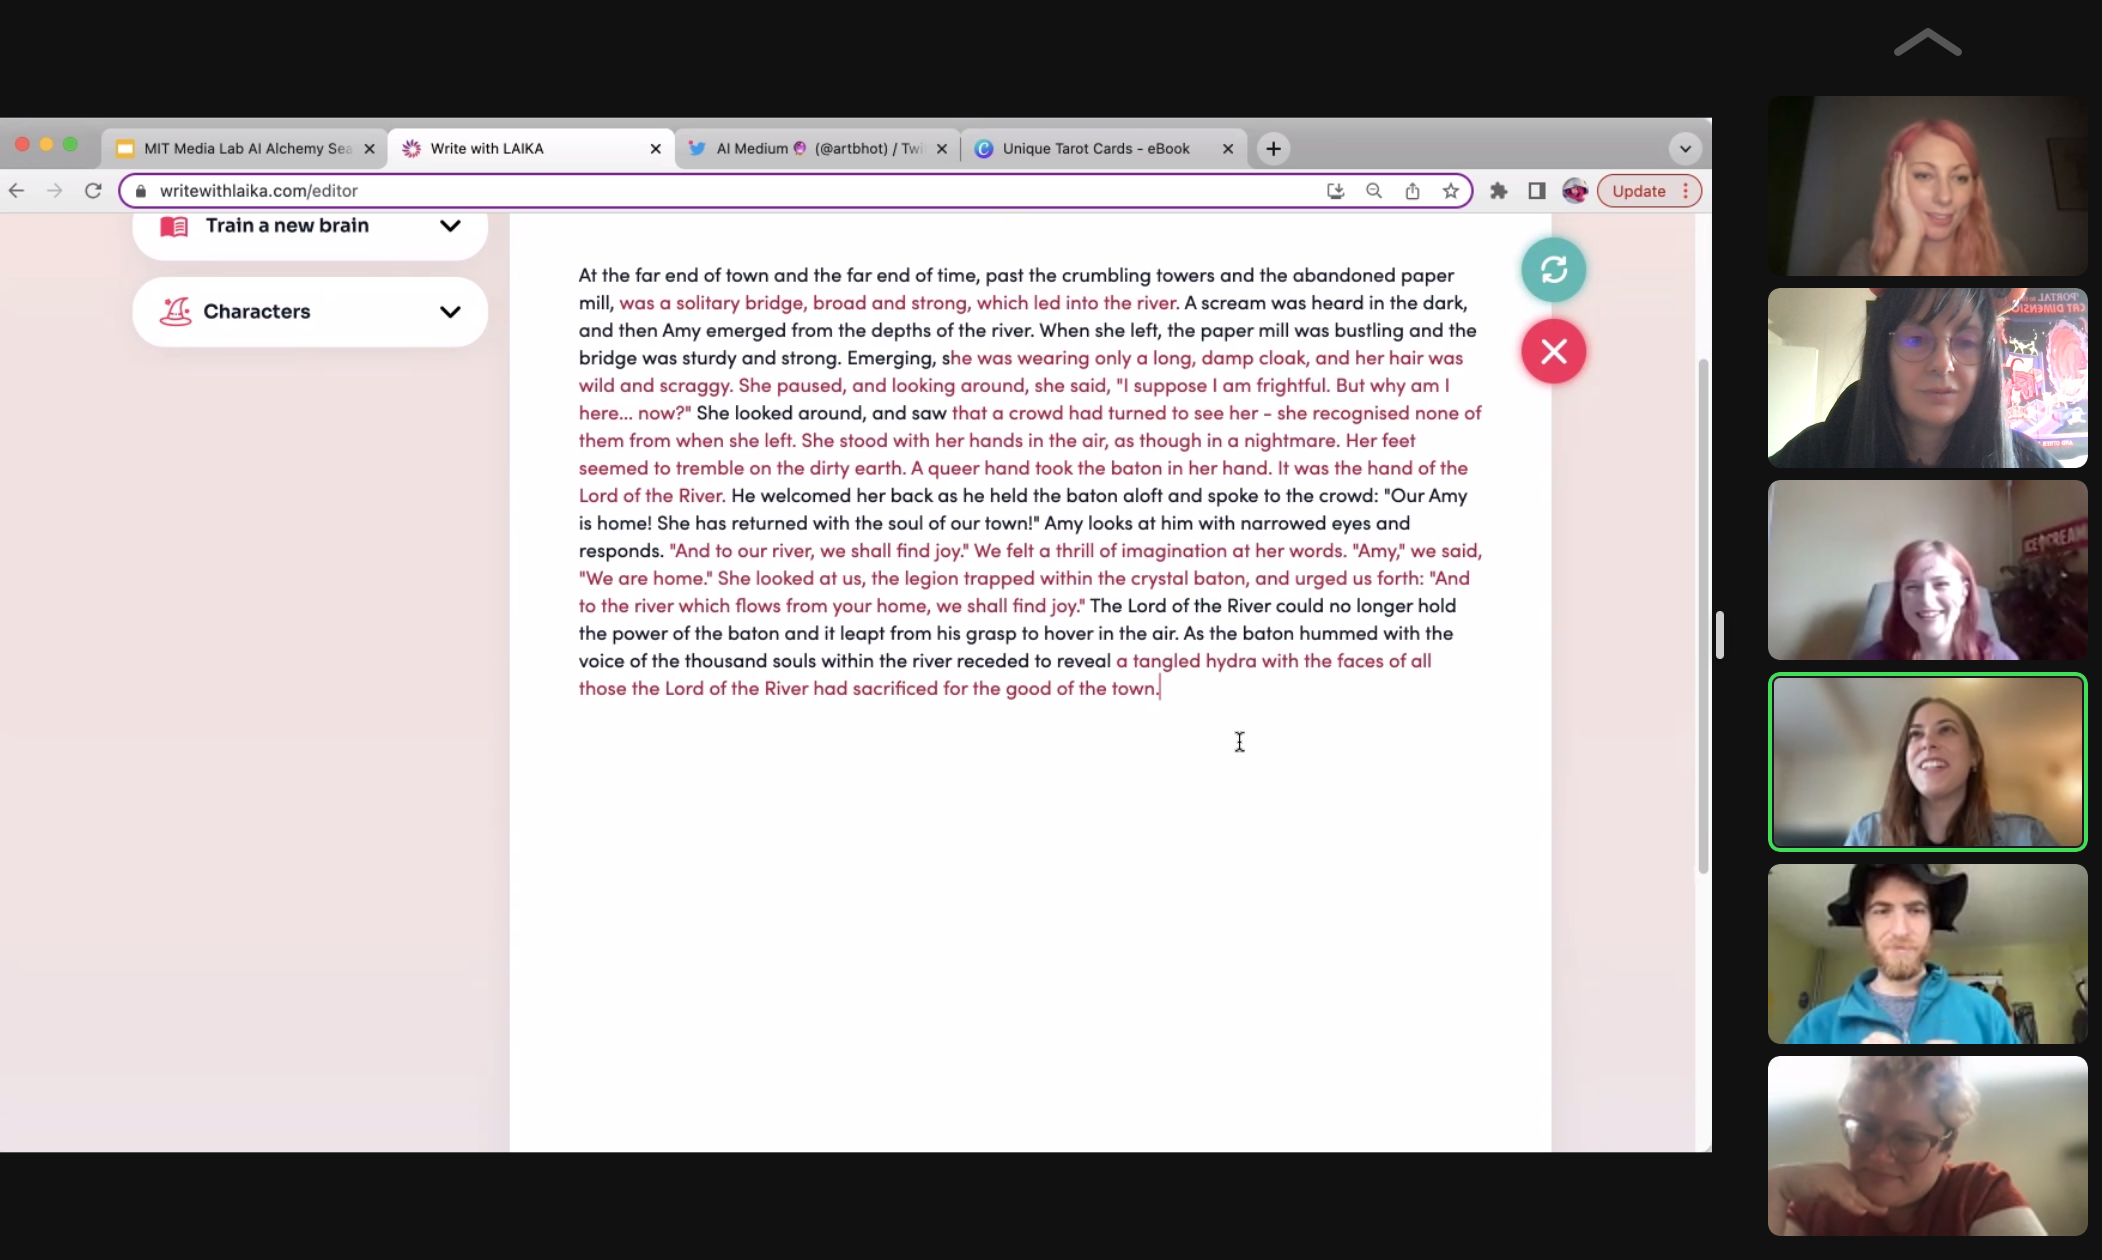 MIT Media Lab AI Alchemy Sea
Write with LAIKA
AI Medium 🔮 (@artbhot) / Twi
Unique Tarot Cards - eBook
writewithlaika.com/editor
Update
Train a new brain
Characters
At the far end of town and the far end of time, past the crumbling towers and the abandoned paper
mill, was a solitary bridge, broad and strong, which led into the river. A scream was heard in the dark,
and then Amy emerged from the depths of the river. When she left, the paper mill was bustling and the
bridge was sturdy and strong. Emerging, she was wearing only a long, damp cloak, and her hair was
wild and scraggy. She paused, and looking around, she said, "I suppose I am frightful. But why am I
here... now?" She looked around, and saw that a crowd had turned to see her - she recognised none of
them from when she left. She stood with her hands in the air, as though in a nightmare. Her feet
seemed to tremble on the dirty earth. A queer hand took the baton in her hand. It was the hand of the
Lord of the River. He welcomed her back as he held the baton aloft and spoke to the crowd: "Our Amy
is home! She has returned with the soul of our town!" Amy looks at him with narrowed eyes and
responds. "And to our river, we shall find joy." We felt a thrill of imagination at her words. "Amy," we said,
"We are home." She looked at us, the legion trapped within the crystal baton, and urged us forth: "And
to the river which flows from your home, we shall find joy." The Lord of the River could no longer hold
the power of the baton and it leapt from his grasp to hover in the air. As the baton hummed with the
voice of the thousand souls within the river receded to reveal a tangled hydra with the faces of all
those the Lord of the River had sacrificed for the good of the town.
PORTAL TO
CAT DIMENSI
ICE CREAM